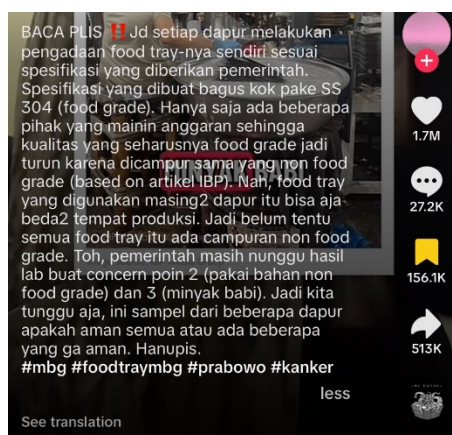 BACA PLIS ‼️Jd setiap dapur melakukan
pengadaan food tray-nya sendiri sesuai
spesifikasi yang diberikan pemerintah.
Spesifikasi yang dibuat bagus kok pake SS
304 (food grade). Hanya saja ada beberapa
pihak yang mainin anggaran sehingga
kualitas yang seharusnya food grade jadi
turun karena dicampur sama yang non food
grade (based on artikel IBP). Nah, food tray
yang digunakan masing2 dapur itu bisa aja
beda2 tempat produksi. Jadi belum tentu
semua food tray itu ada campuran non food
grade. Toh, pemerintah masih nunggu hasil
lab buat concern poin 2 (pakai bahan non
food grade) dan 3 (minyak babi). Jadi kita
tunggu aja, ini sampel dari beberapa dapur
apakah aman semua atau ada beberapa
yang ga aman. Hanupis.
#mbg #foodtraymbg #prabowo #kanker
less
See translation
MINYAK BABI
1.7M
27.2K
156.1K
513K